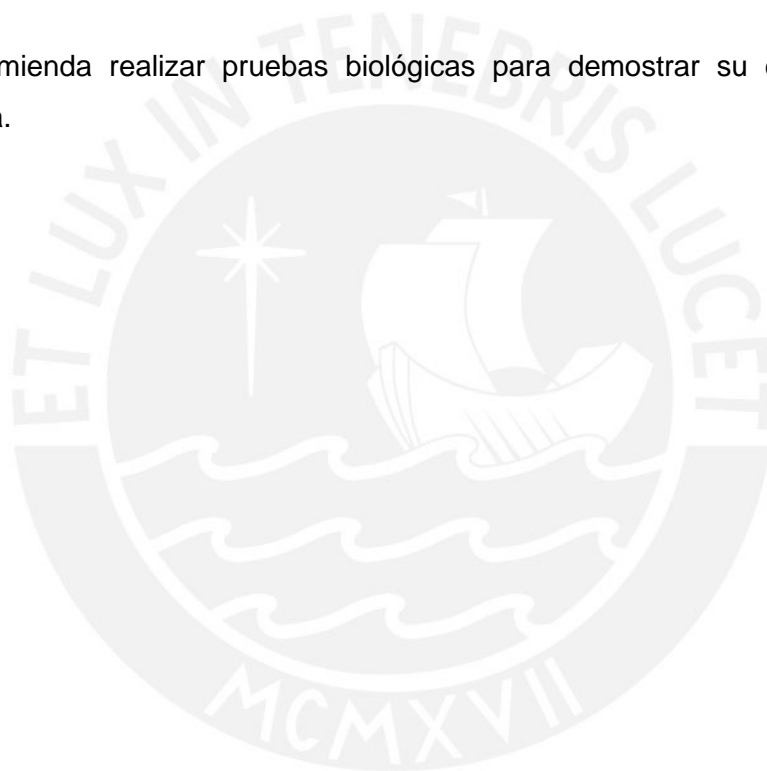 mienda realizar pruebas biológicas para demostrar su
ET LUX IN TENEBRIS LUCET
MCMXVII